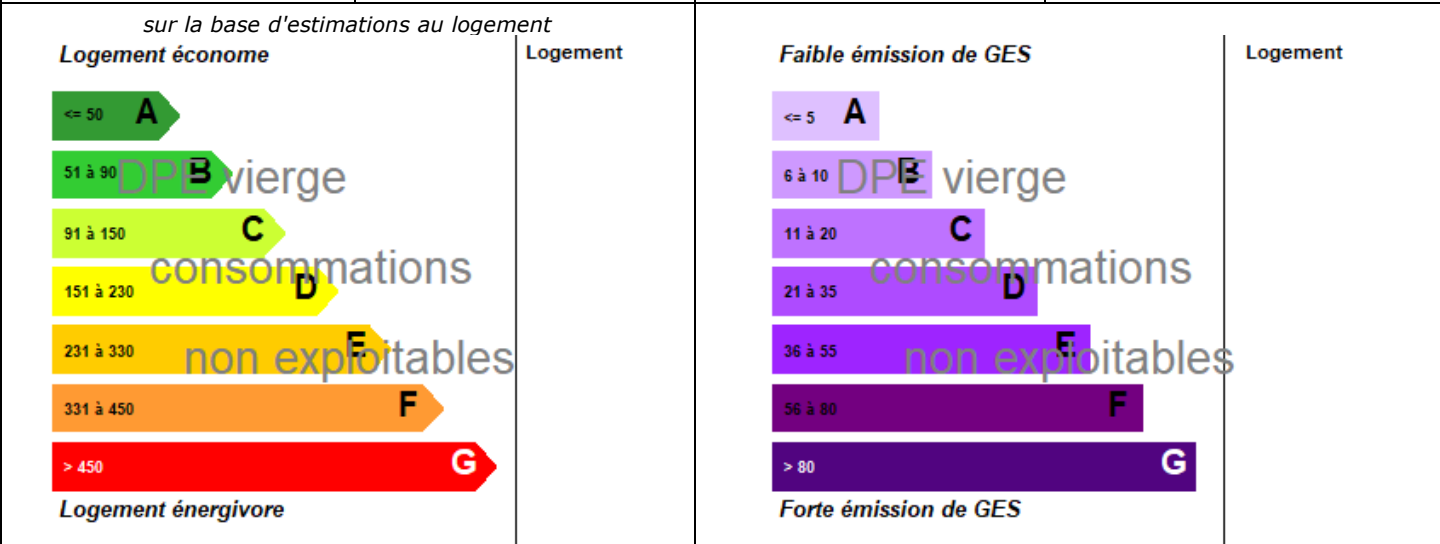 sur la base d'estimations au logement
Logement économe
Logement
<= 50 A
51 à 90 B
DPE vierge
91 à 150 C
consommations
151 à 230 D
231 à 330 E
non exploitables
331 à 450 F
> 450 G
Logement énergivore
Faible émission de GES
Logement
<= 5 A
6 à 10 B
DPE vierge
11 à 20 C
consommations
21 à 35 D
36 à 55 E
non exploitables
56 à 80 F
> 80 G
Forte émission de GES